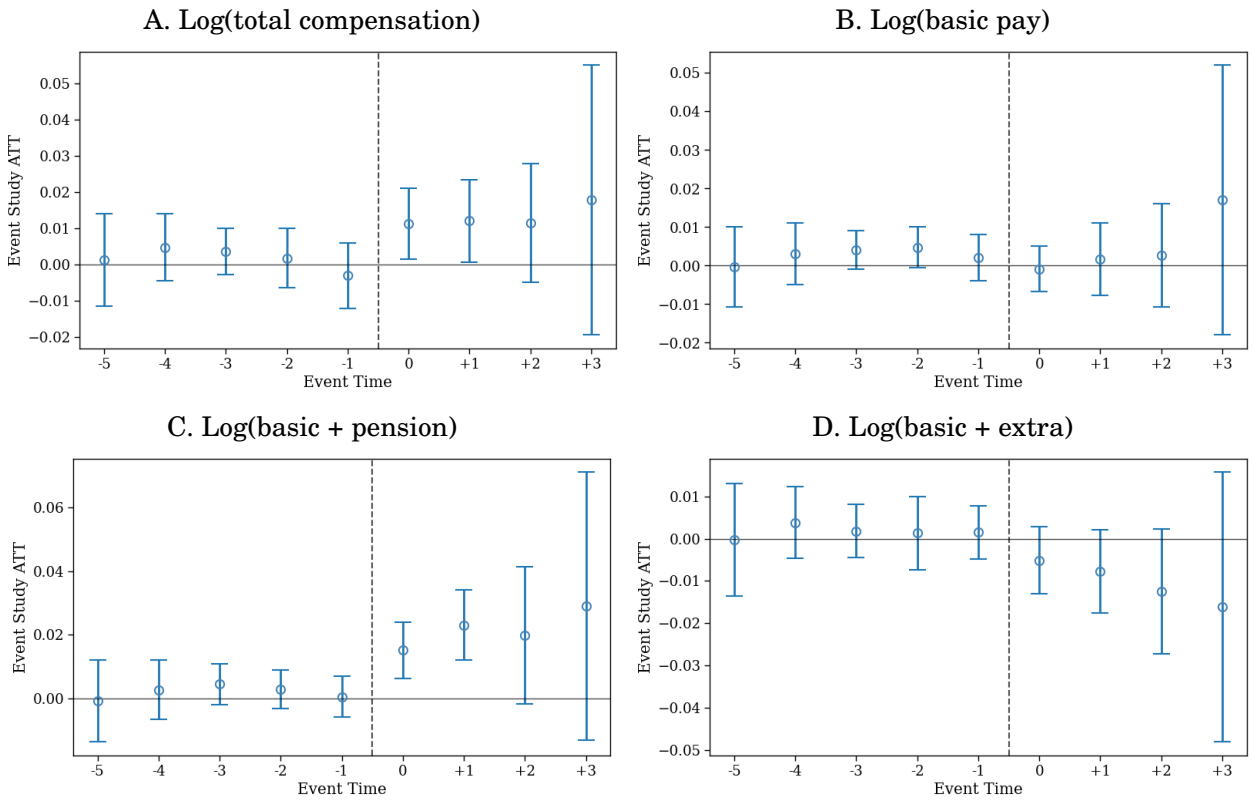 A. Log(total compensation)
Event Study ATT
0.05
0.04
0.03
0.02
0.01
0.00
−0.01
−0.02
-5 -4 -3 -2 -1 0 +1 +2 +3
Event Time
B. Log(basic pay)
Event Study ATT
0.05
0.04
0.03
0.02
0.01
0.00
−0.01
−0.02
-5 -4 -3 -2 -1 0 +1 +2 +3
Event Time
C. Log(basic + pension)
Event Study ATT
0.06
0.04
0.02
0.00
-5 -4 -3 -2 -1 0 +1 +2 +3
Event Time
D. Log(basic + extra)
Event Study ATT
0.01
0.00
−0.01
−0.02
−0.03
−0.04
−0.05
-5 -4 -3 -2 -1 0 +1 +2 +3
Event Time